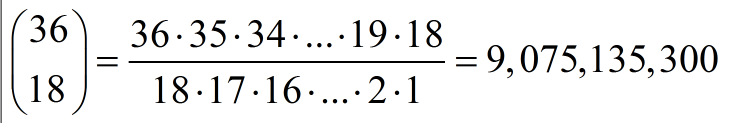 (36 18) = 36·35·34·...·19·18 / 18·17·16·...·2·1 = 9,075,135,300